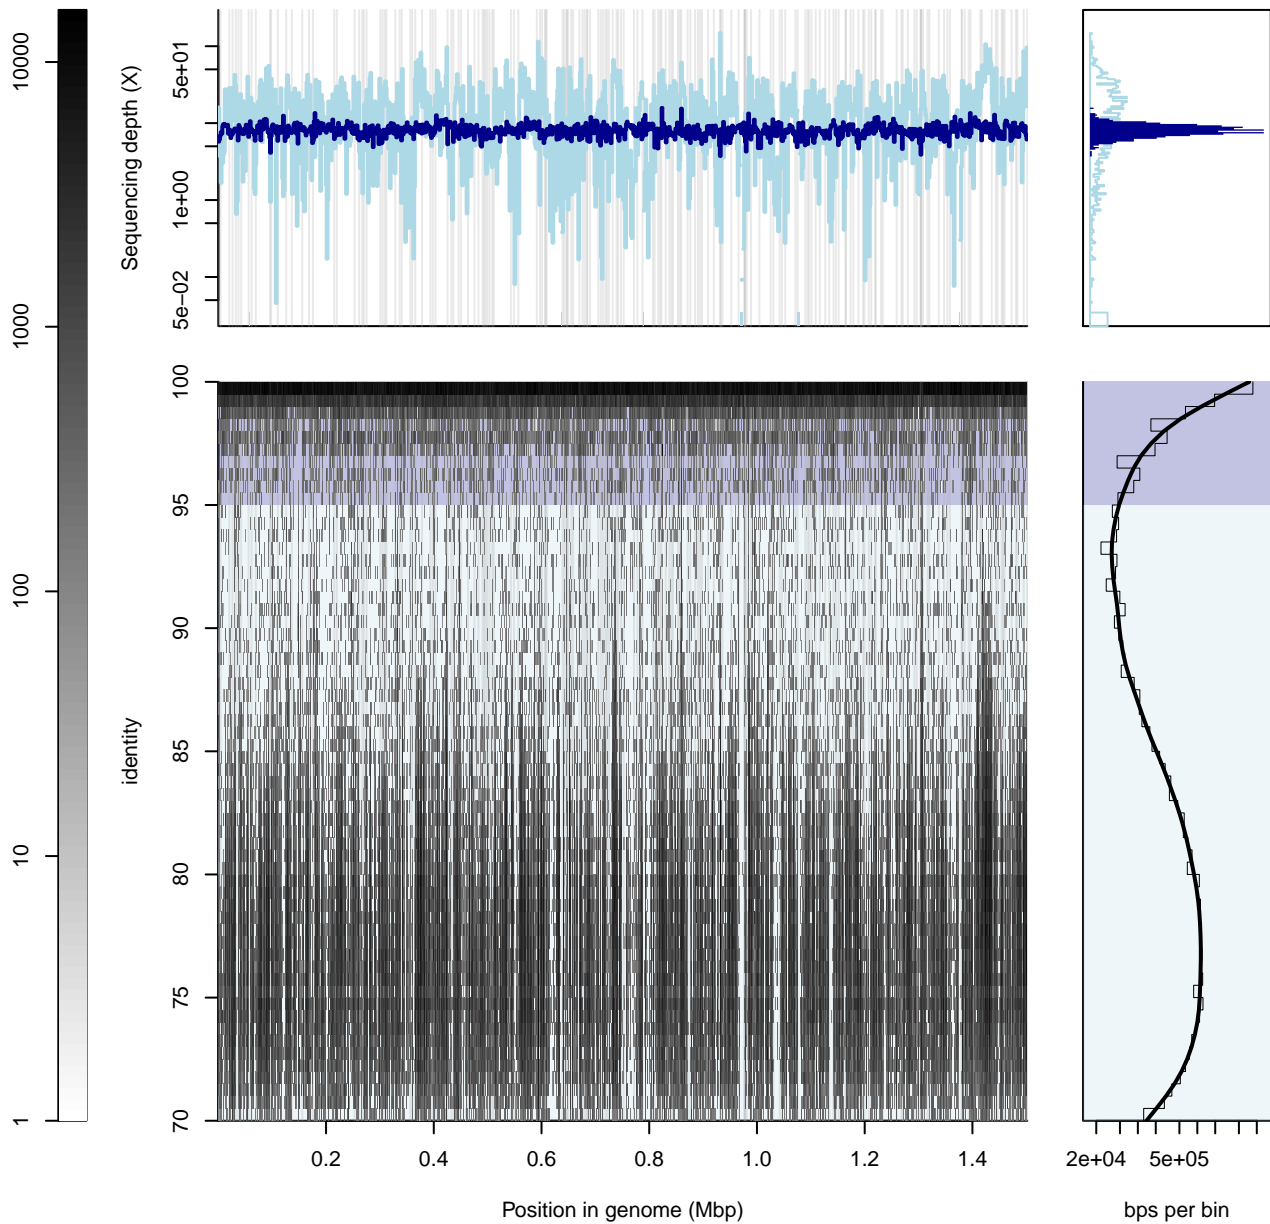 10000
1000
100
10
1
Sequencing depth (X)
5e+01
1e+00
5e−02
identity
100
95
90
85
80
75
70
0.2
0.4
0.6
0.8
1.0
1.2
1.4
Position in genome (Mbp)
2e+04
5e+05
bps per bin